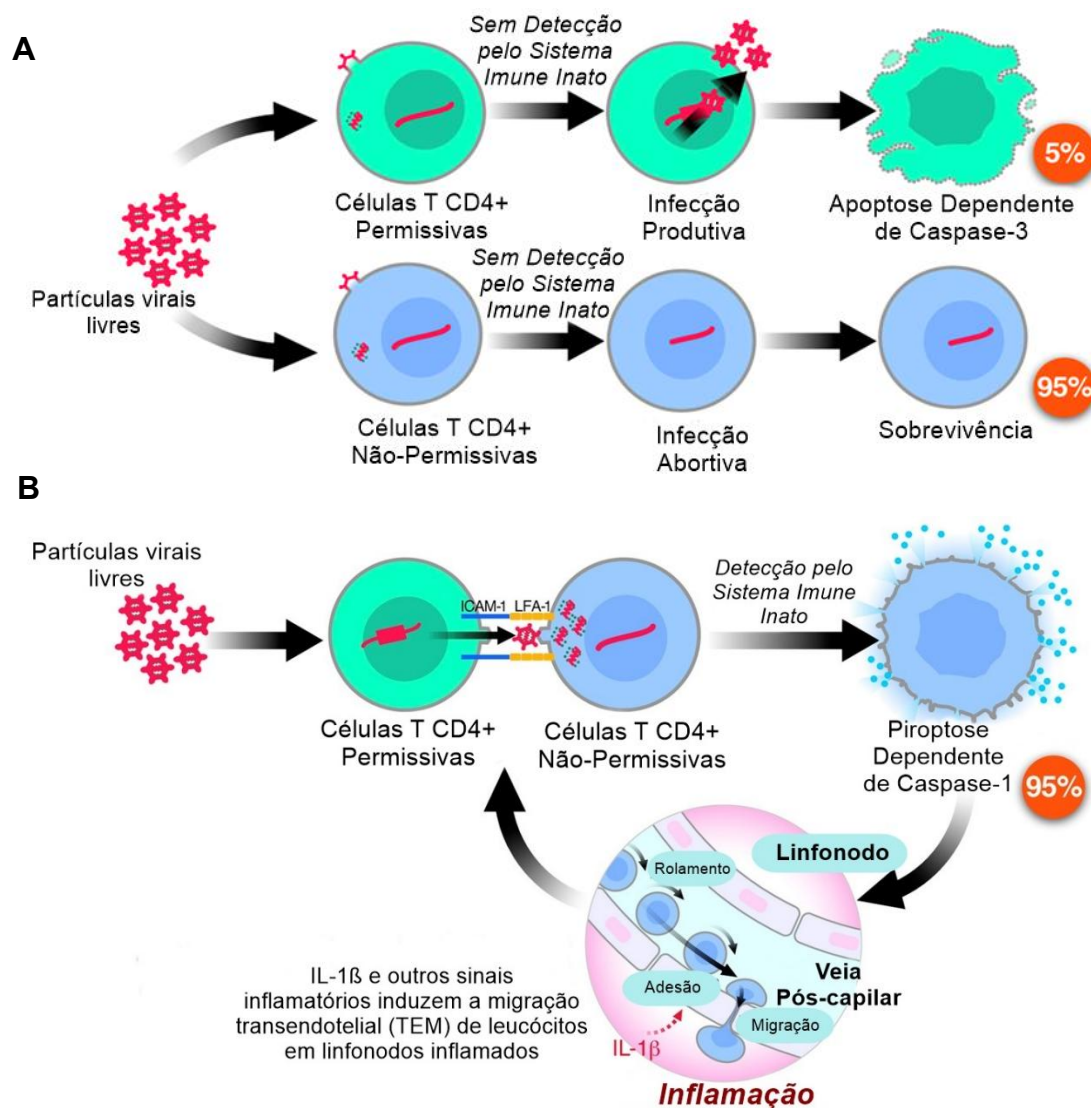 A
Sem Detecção
pelo Sistema
Imune Inato
5%
Células T CD4+
Permissivas
Infecção
Produtiva
Apoptose Dependente
de Caspase-3
Partículas virais
livres
Sem Detecção
pelo Sistema
Imune Inato
95%
Células T CD4+
Não-Permissivas
Infecção
Abortiva
Sobrevivência
B
Partículas virais
livres
ICAM-1
LFA-1
Detecção pelo
Sistema Imune
Inato
Células T CD4+
Permissivas
Células T CD4+
Não-Permissivas
Piroptose
Dependente
de Caspase-1
95%
Linfonodo
Rolamento
Veia
Pós-capilar
Adesão
Migração
IL-1β
Inflamação
IL-1ß e outros sinais
inflamatórios induzem a migração
transendotelial (TEM) de leucócitos
em linfonodos inflamados